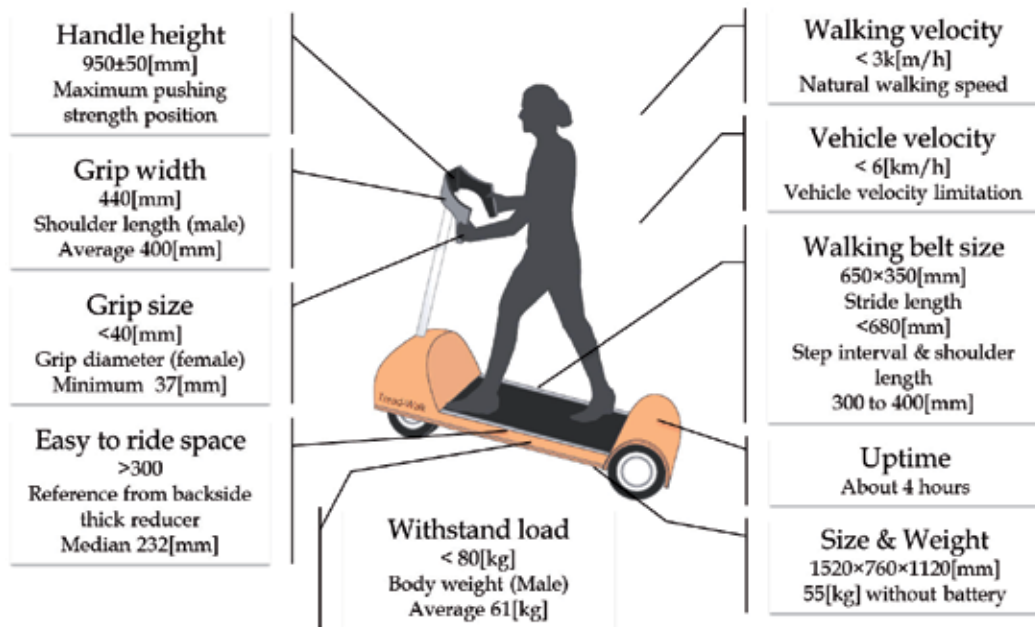 Handle height
950±50[mm]
Maximum pushing
strength position
Grip width
440[mm]
Shoulder length (male)
Average 400[mm]
Grip size
<40[mm]
Grip diameter (female)
Minimum 37[mm]
Easy to ride space
>300
Reference from backside
thick reducer
Median 232[mm]
Tread-Walk
Withstand load
< 80[kg]
Body weight (Male)
Average 61[kg]
Walking velocity
< 3k[m/h]
Natural walking speed
Vehicle velocity
< 6[km/h]
Vehicle velocity limitation
Walking belt size
650×350[mm]
Stride length
<680[mm]
Step interval & shoulder
length
300 to 400[mm]
Uptime
About 4 hours
Size & Weight
1520×760×1120[mm]
55[kg] without battery